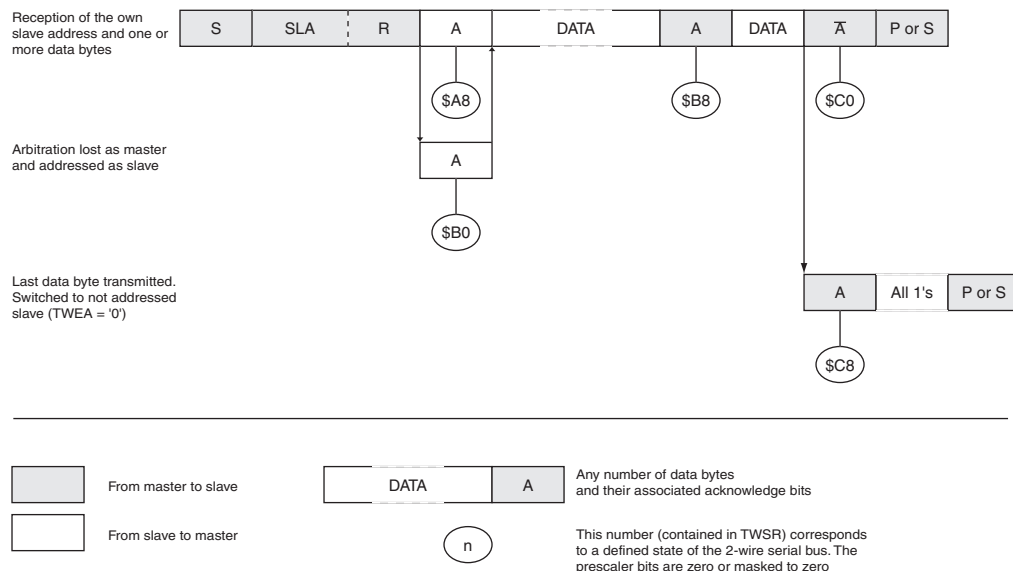 Reception of the own
slave address and one or
more data bytes
S SLA R A DATA A DATA A̅ P or S
$A8 $B8 $C0
Arbitration lost as master
and addressed as slave
A
$B0
Last data byte transmitted.
Switched to not addressed
slave (TWEA = '0')
A All 1's P or S
$C8
From master to slave
DATA A
Any number of data bytes
and their associated acknowledge bits
From slave to master
n
This number (contained in TWSR) corresponds
to a defined state of the 2-wire serial bus. The
prescaler bits are zero or masked to zero